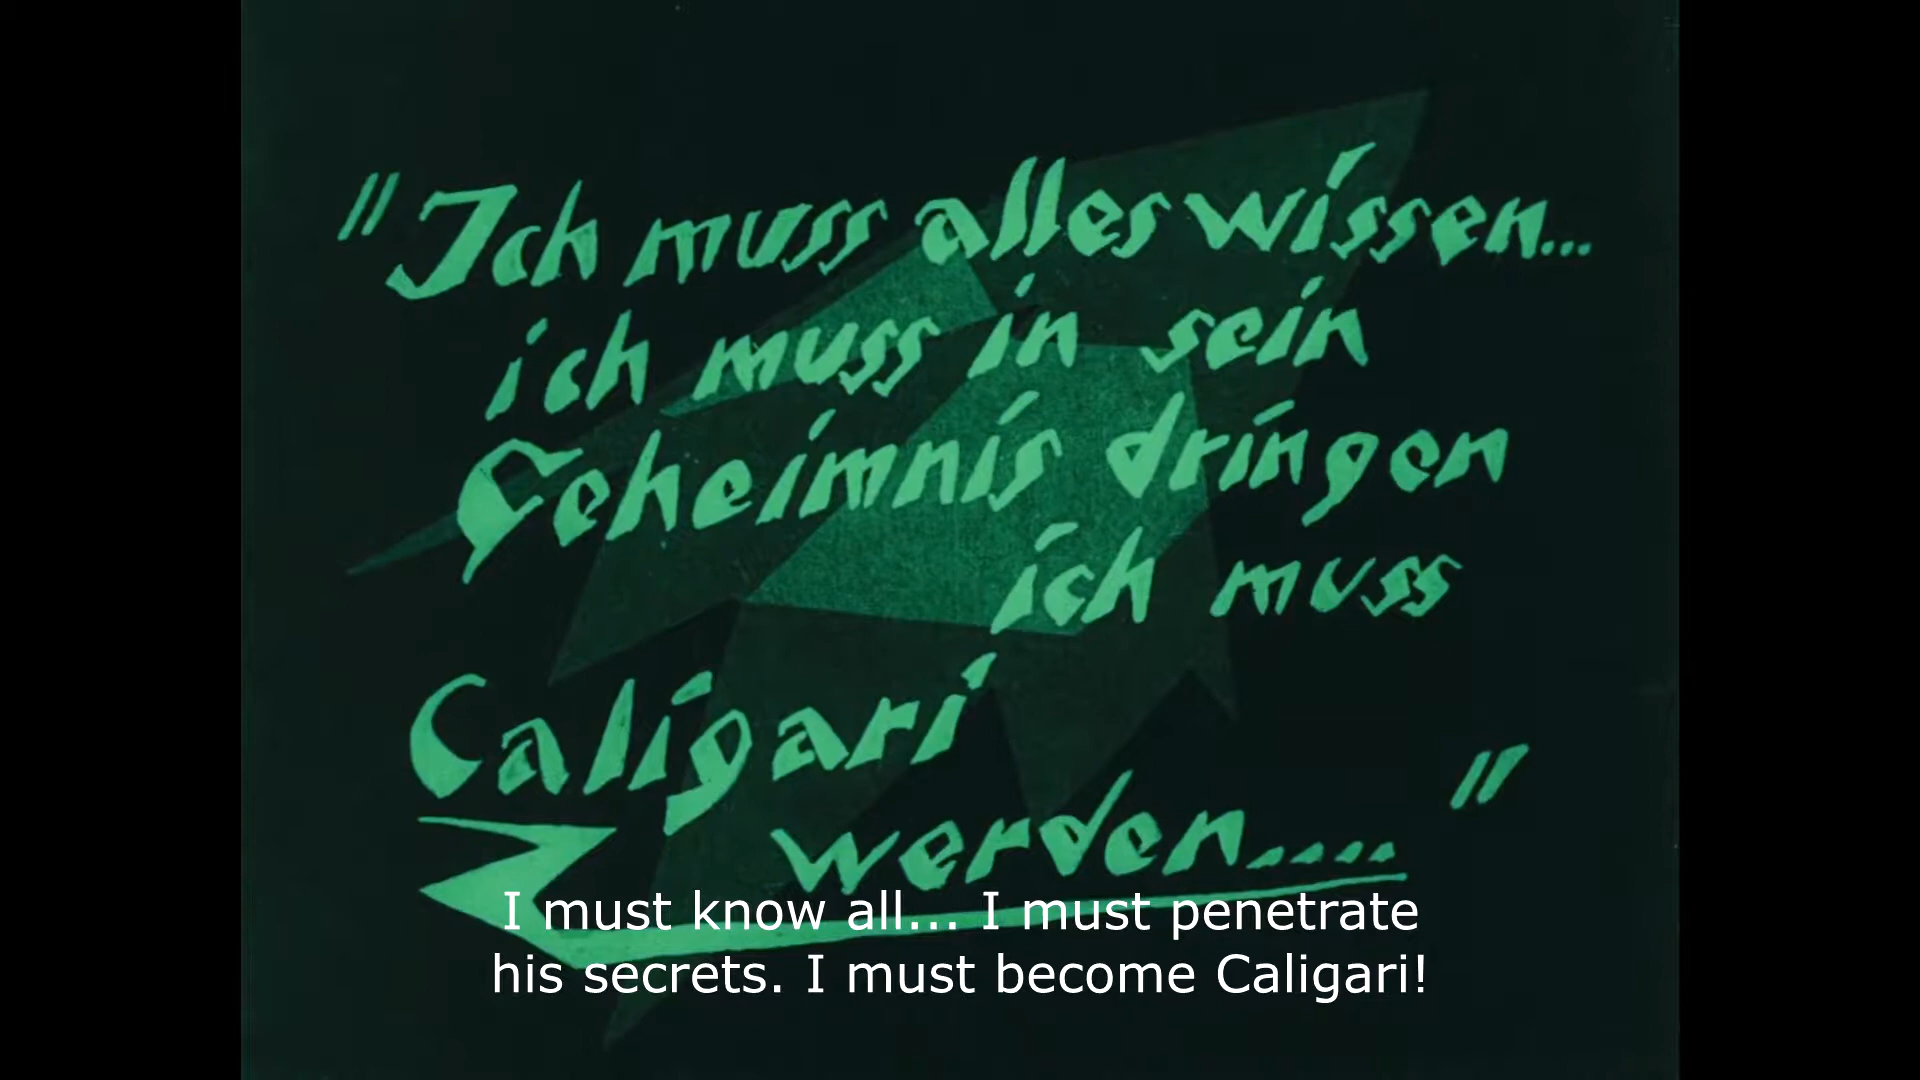 "Ich muss alles wissen...
ich muss in sein
Geheimnis dringen
ich muss
Caligari
werden...."
I must know all... I must penetrate
his secrets. I must become Caligari!